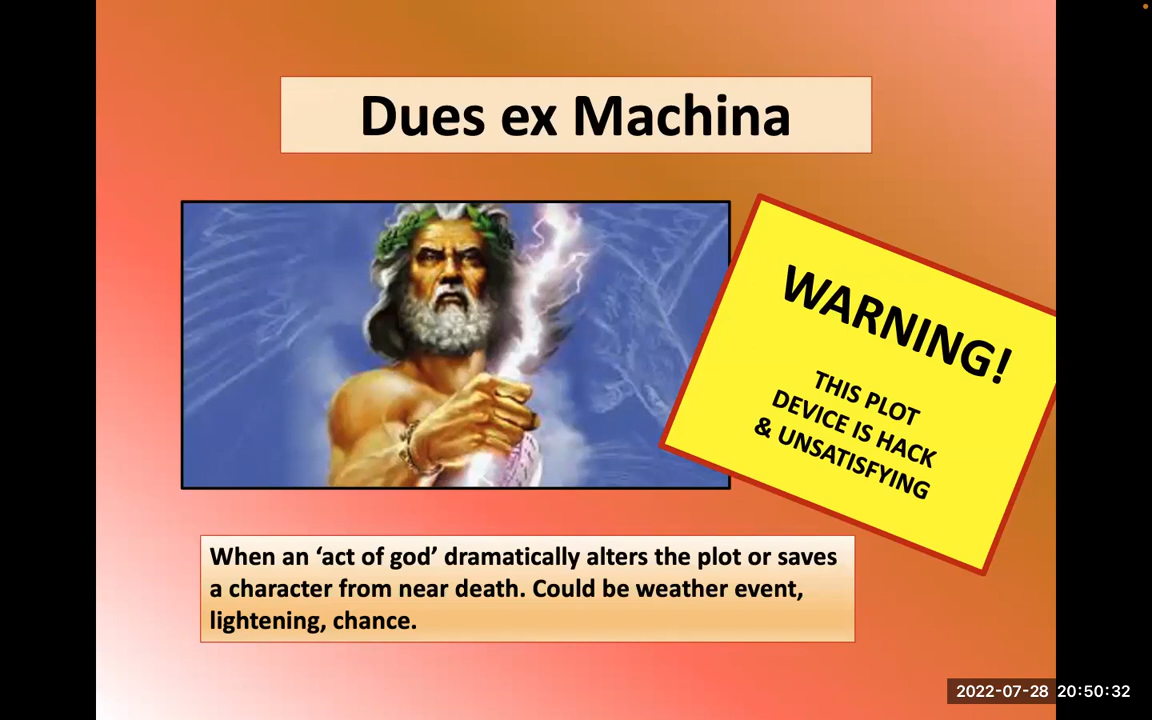 Dues ex Machina
WARNING!
THIS PLOT
DEVICE IS HACK
& UNSATISFYING
When an ‘act of god’ dramatically alters the plot or saves
a character from near death. Could be weather event,
lightening, chance.
2022-07-28 20:50:32